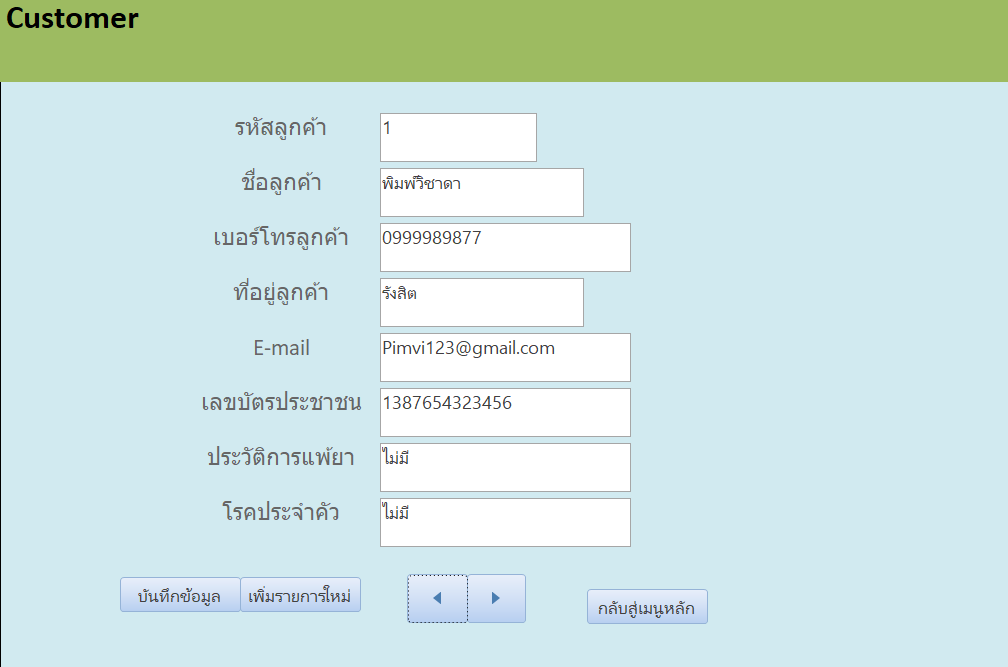 Customer
รหัสลูกค้า 1
ชื่อลูกค้า พิมพ์วิชาดา
เบอร์โทรลูกค้า 0999989877
ที่อยู่ลูกค้า รังสิต
E-mail Pimvi123@gmail.com
เลขบัตรประชาชน 1387654323456
ประวัติการแพ้ยา ไม่มี
โรคประจำตัว ไม่มี
บันทึกข้อมูล เพิ่มรายการใหม่ กลับสู่เมนูหลัก